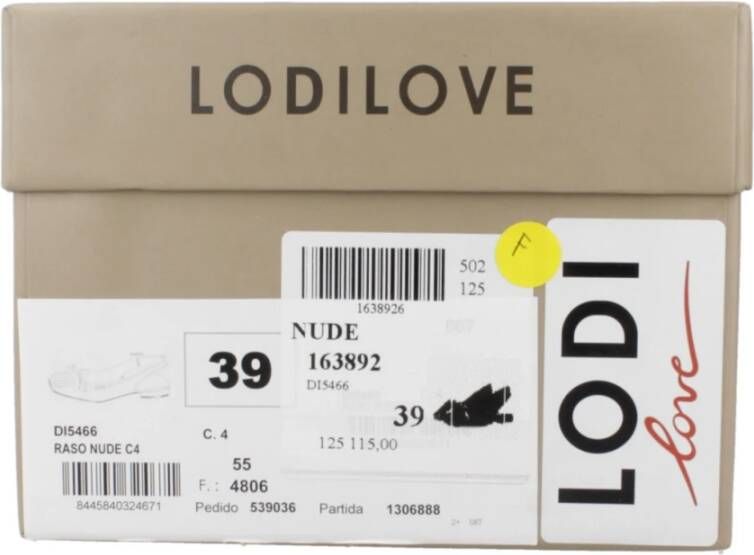 LODILOVE
F
502
125
1638926
NUDE
163892
DI5466
39
125 115,00
39
DI5466
RASO NUDE C4
8445840324671
C. 4
55
F. : 4806
Pedido 539036 Partida 1306888
LODI
love